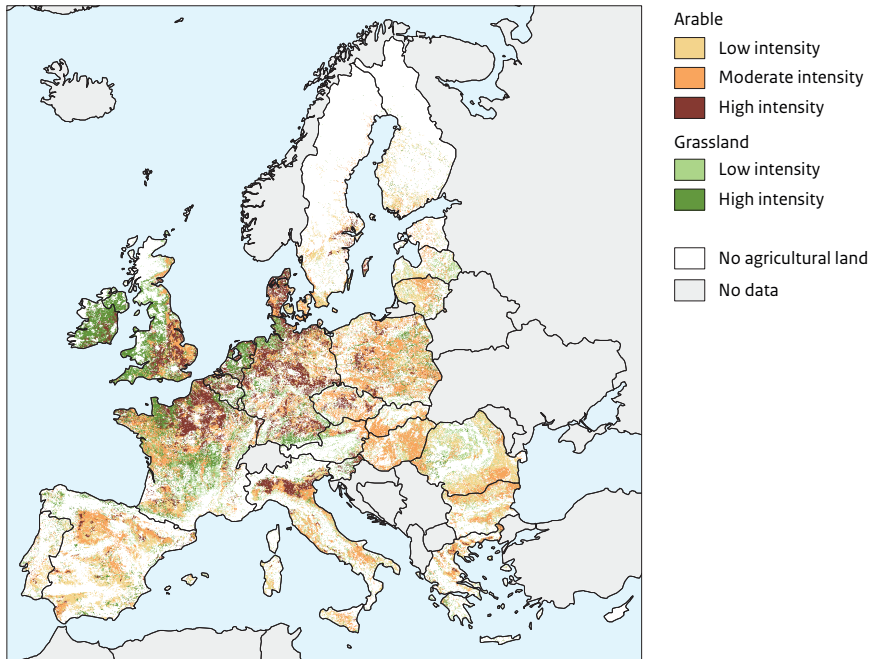 Arable
Low intensity
Moderate intensity
High intensity
Grassland
Low intensity
High intensity
No agricultural land
No data